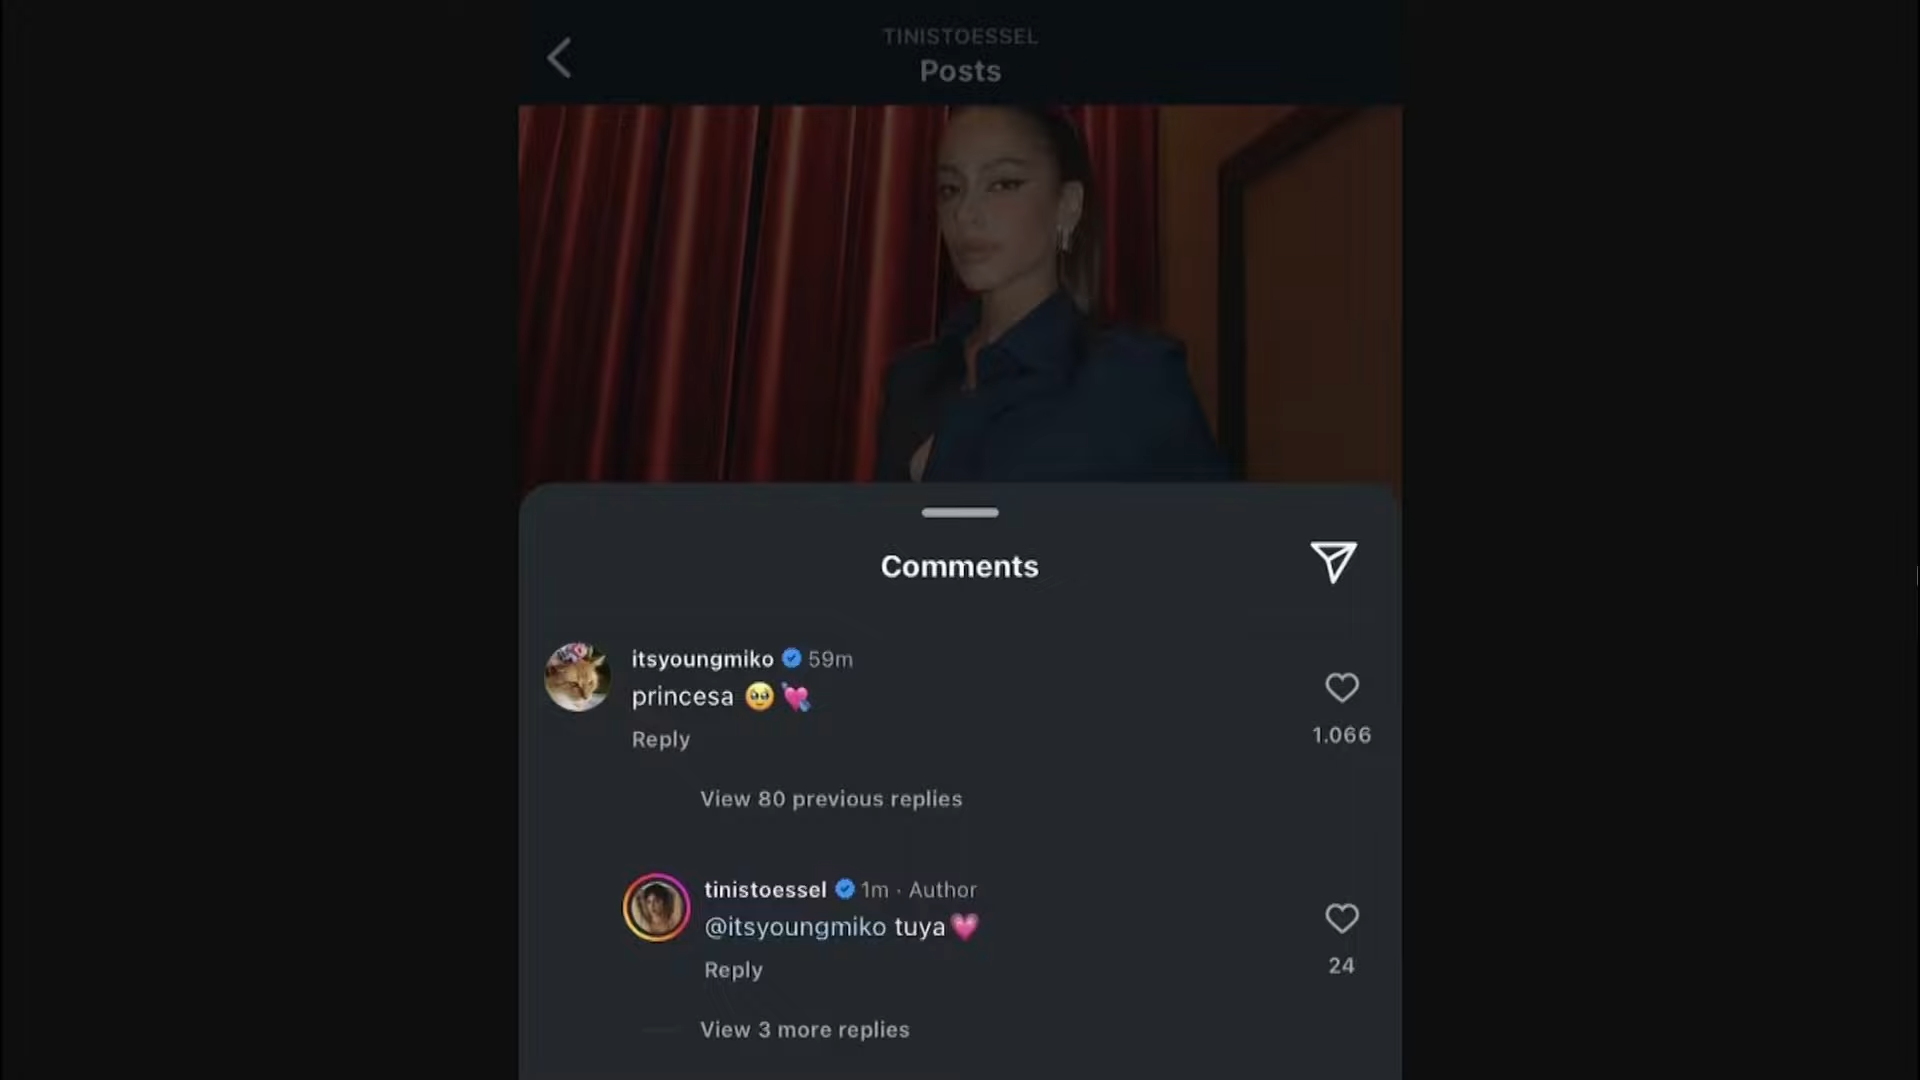 TINISTOESSEL
Posts
Comments
itsyoungmiko 59m
princesa 🥹 💘
Reply
1.066
View 80 previous replies
tinistoessel 1m · Author
@itsyoungmiko tuya💗
Reply
24
View 3 more replies